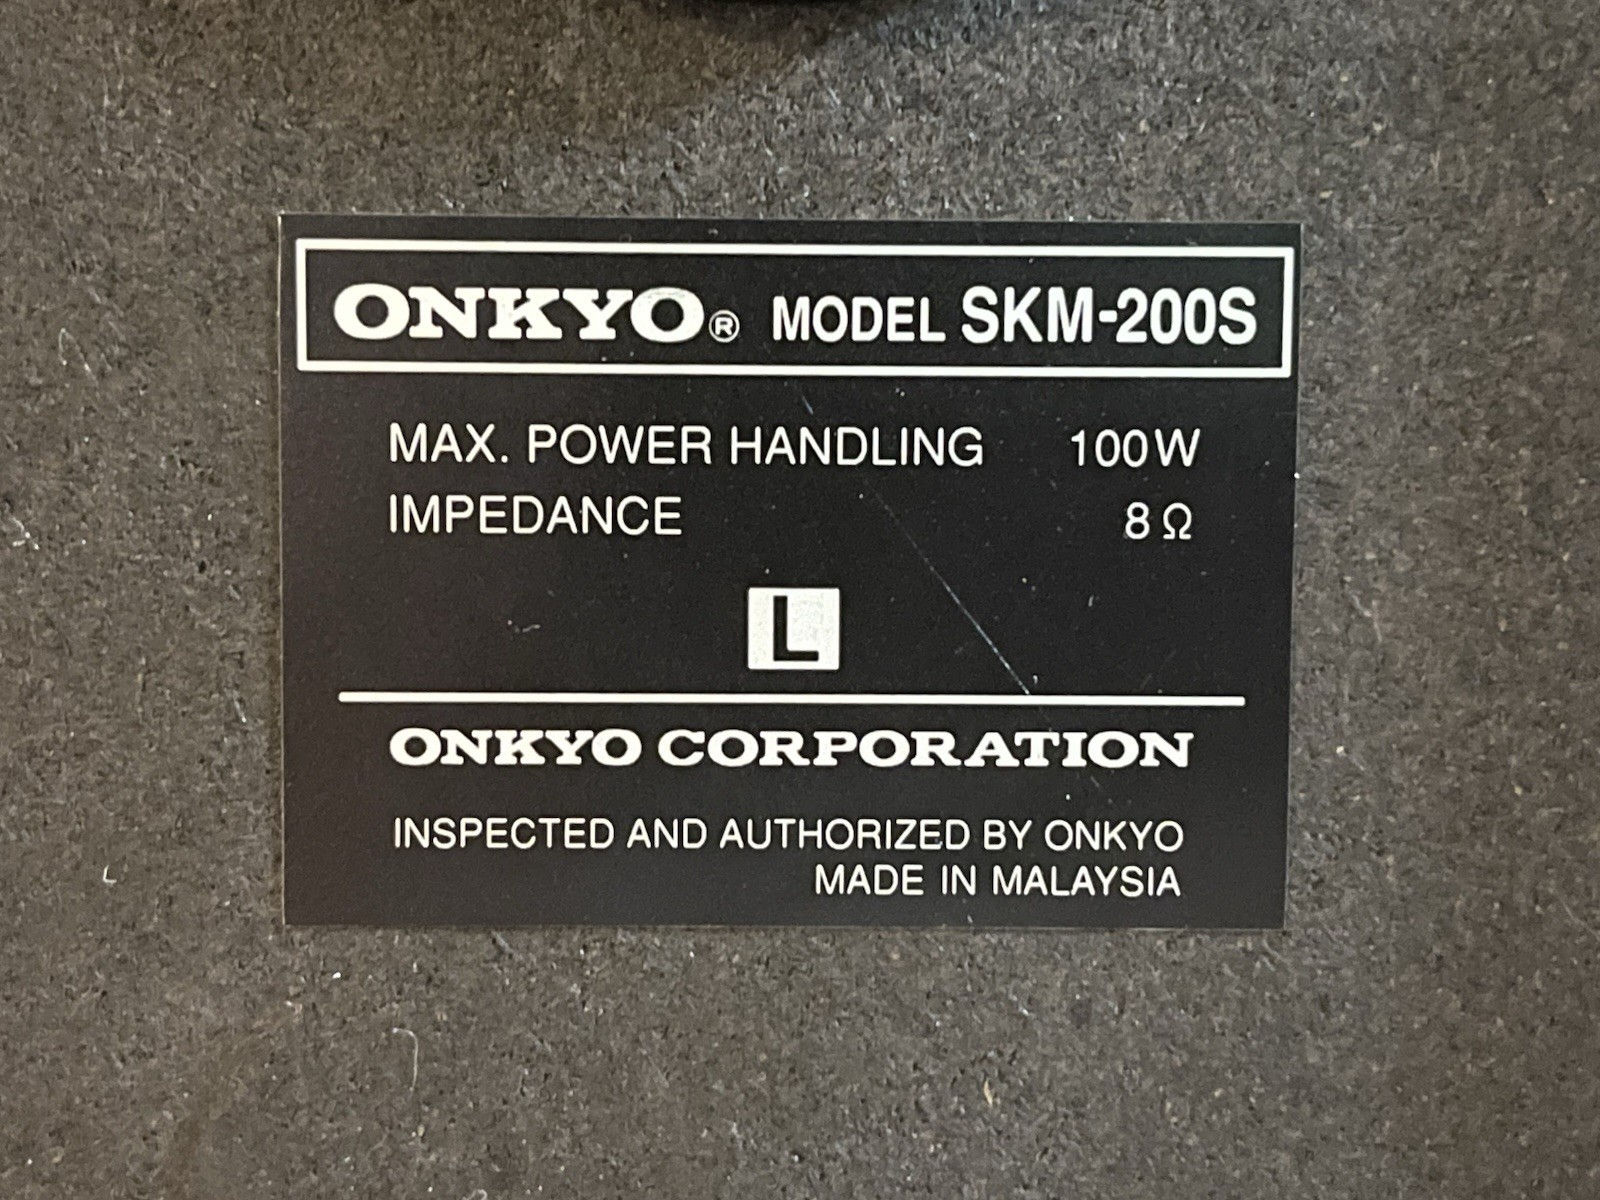 ONKYO® MODEL SKM-200S
MAX. POWER HANDLING 100W
IMPEDANCE 8 Ω
L
ONKYO CORPORATION
INSPECTED AND AUTHORIZED BY ONKYO
MADE IN MALAYSIA